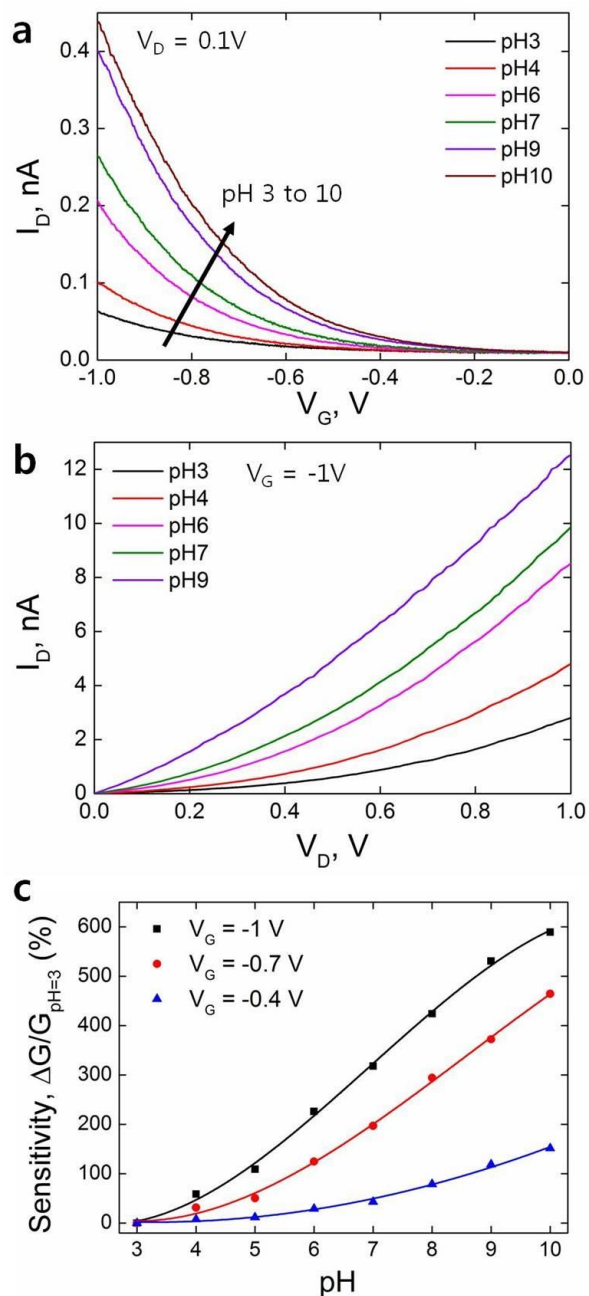 a
V_D = 0.1V
pH3
pH4
pH6
pH7
pH9
pH10
pH 3 to 10
0.4
0.3
0.2
0.1
0.0
I_D, nA
-1.0 -0.8 -0.6 -0.4 -0.2 0.0
V_G, V
b
V_G = -1V
pH3
pH4
pH6
pH7
pH9
12
10
8
6
4
2
0
I_D, nA
0.0 0.2 0.4 0.6 0.8 1.0
V_D, V
c
V_G = -1 V
V_G = -0.7 V
V_G = -0.4 V
600
500
400
300
200
100
0
Sensitivity, ΔG/G_pH=3 (%)
3 4 5 6 7 8 9 10
pH